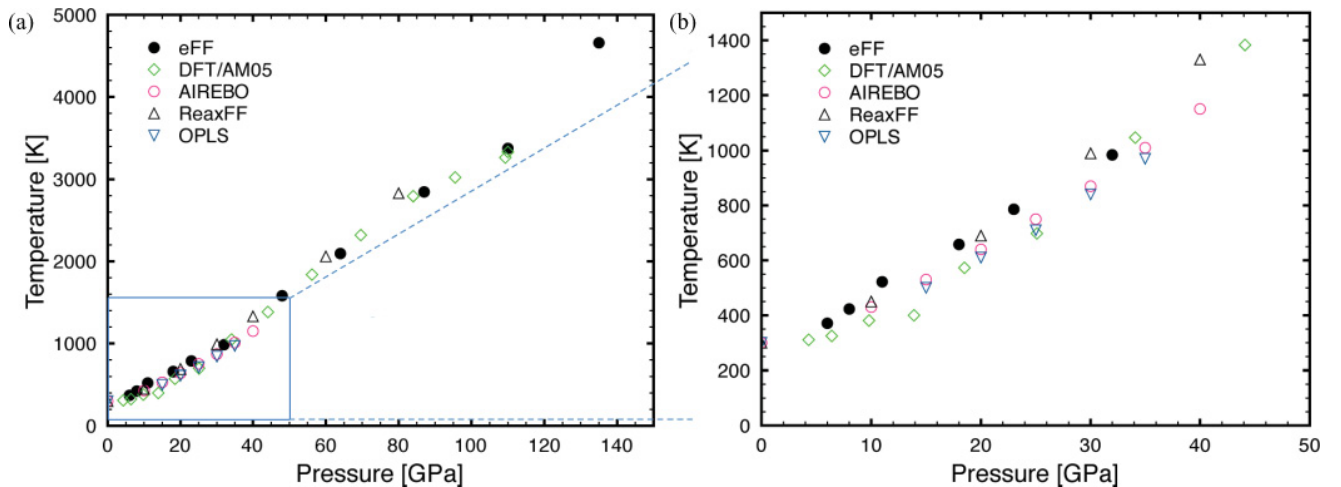 (a)
5000
4000
3000
2000
1000
0
Temperature [K]
eFF
DFT/AM05
AIREBO
ReaxFF
OPLS
0 20 40 60 80 100 120 140
Pressure [GPa]
(b)
1400
1200
1000
800
600
400
200
0
Temperature [K]
eFF
DFT/AM05
AIREBO
ReaxFF
OPLS
0 10 20 30 40 50
Pressure [GPa]